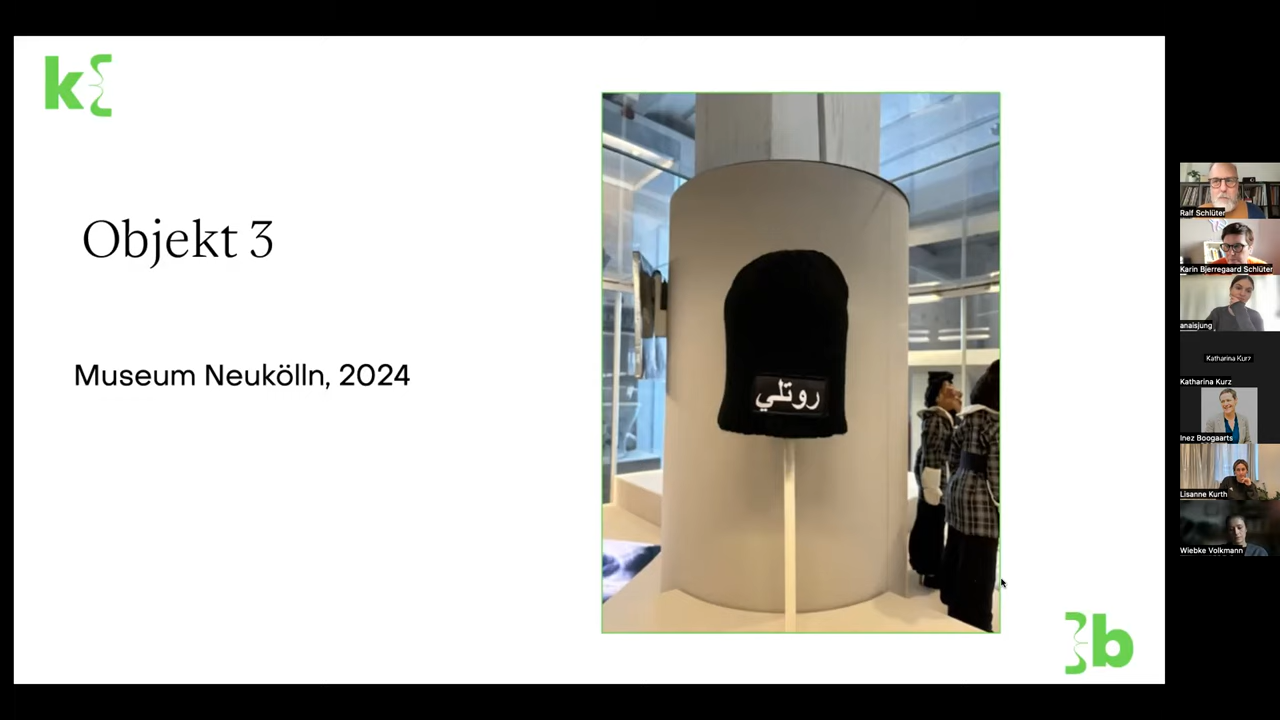 k
Objekt 3
Museum Neukölln, 2024
روتلي
b
Ralf Schlüter
Karin Bjerregaard Schlüter
anaisjung
Katharina Kurz
Katharina Kurz
Inez Boogaarts
Lisanne Kurth
Wiebke Volkmann